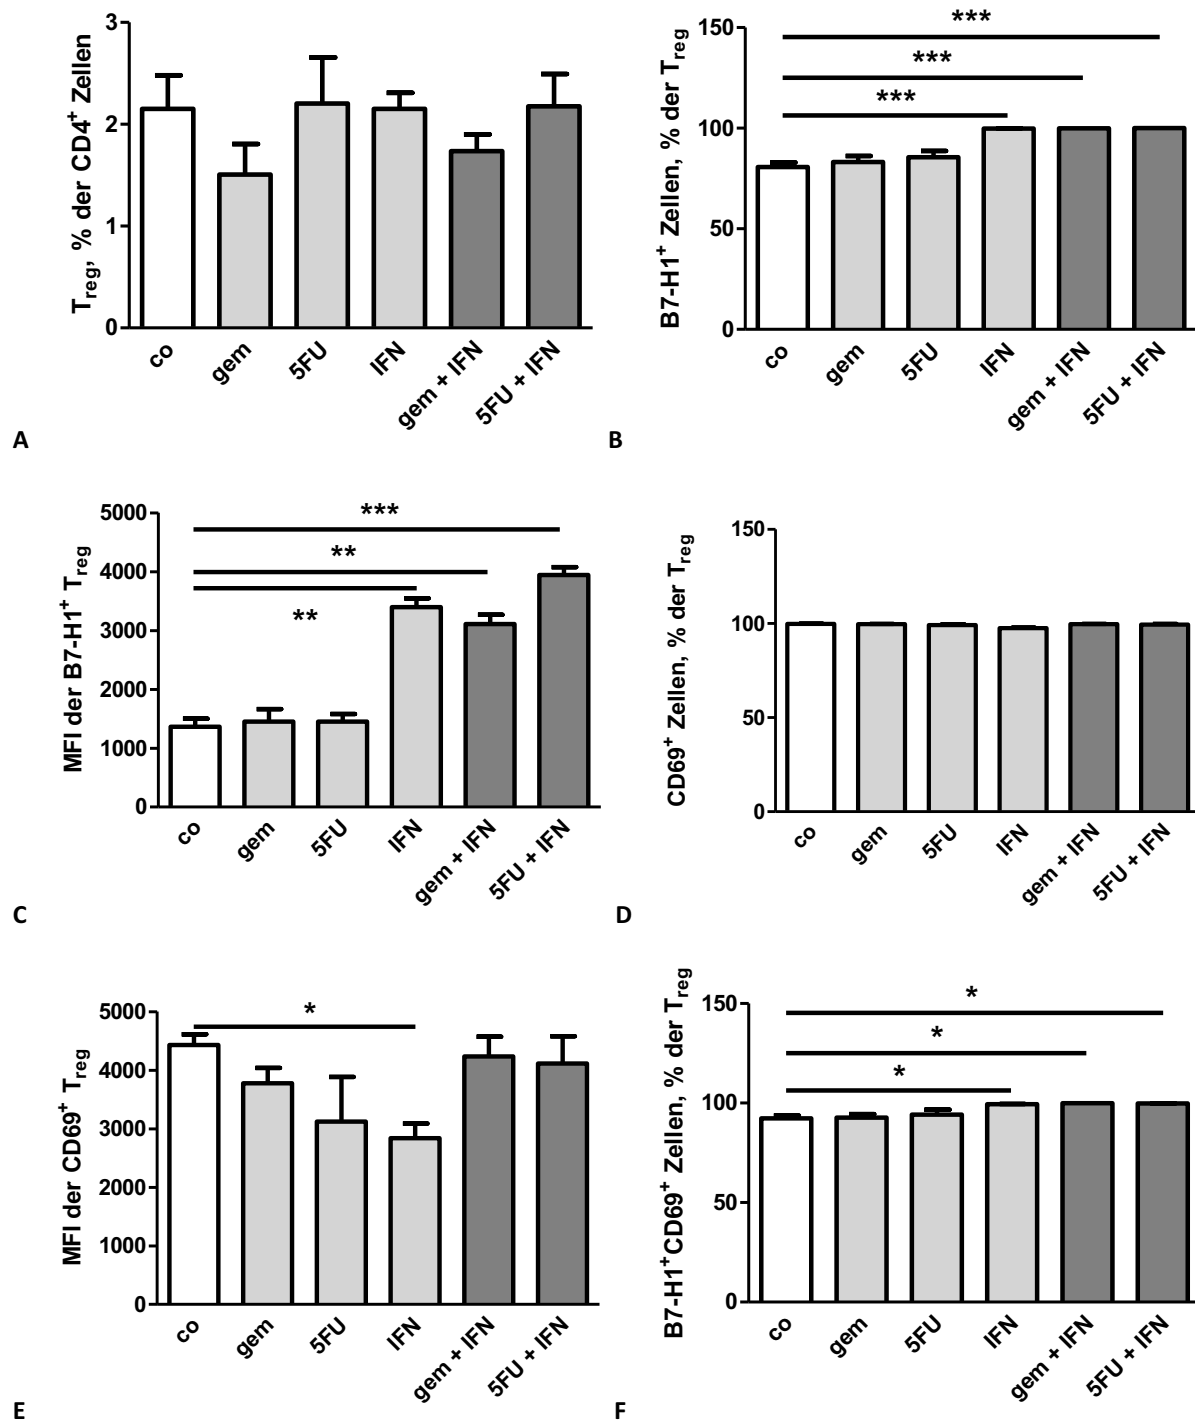 T_reg, % der CD4⁺ Zellen
3
2
1
0
co
gem
5FU
IFN
gem + IFN
5FU + IFN
A
B7-H1⁺ Zellen, % der T_reg
150
100
50
0
***
***
***
co
gem
5FU
IFN
gem + IFN
5FU + IFN
B
MFI der B7-H1⁺ T_reg
5000
4000
3000
2000
1000
0
***
**
**
co
gem
5FU
IFN
gem + IFN
5FU + IFN
C
CD69⁺ Zellen, % der T_reg
150
100
50
0
co
gem
5FU
IFN
gem + IFN
5FU + IFN
D
MFI der CD69⁺ T_reg
5000
4000
3000
2000
1000
0
*
co
gem
5FU
IFN
gem + IFN
5FU + IFN
E
B7-H1⁺CD69⁺ Zellen, % der T_reg
150
100
50
0
*
*
*
co
gem
5FU
IFN
gem + IFN
5FU + IFN
F